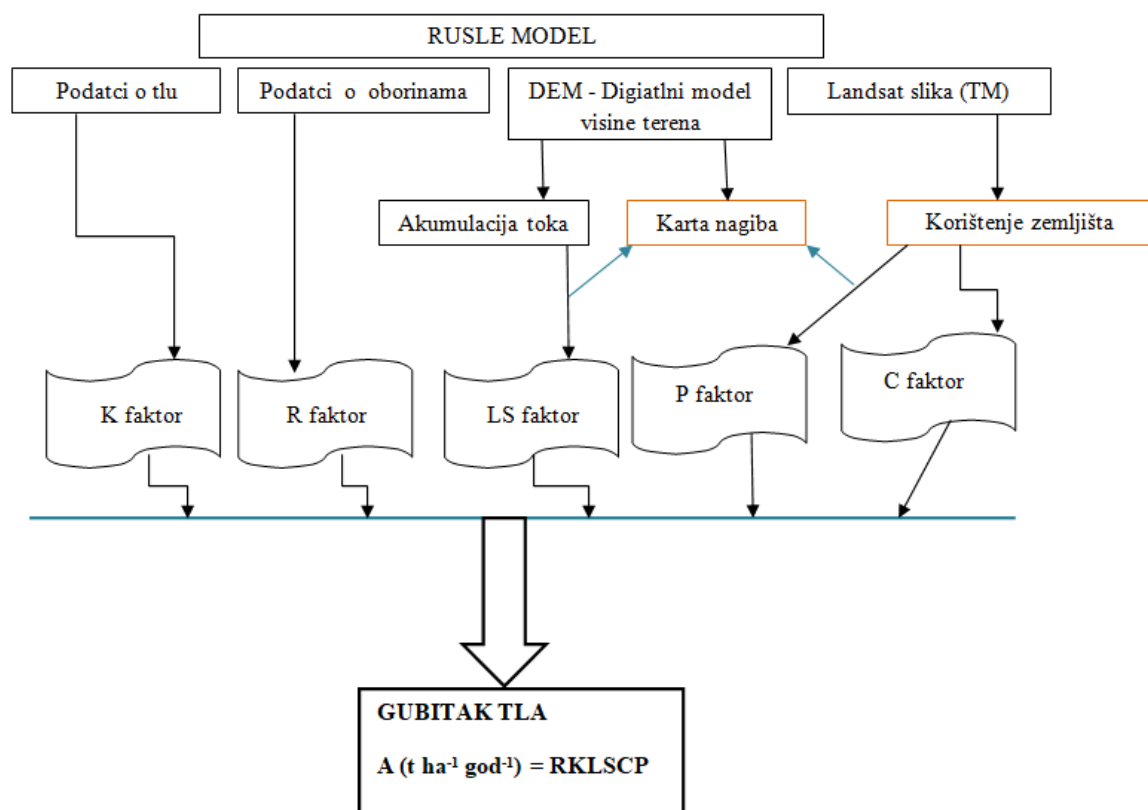 RUSLE MODEL
Podatci o tlu
Podatci o oborinama
DEM - Digiatlni model
visine terena
Landsat slika (TM)
Akumulacija toka
Karta nagiba
Korištenje zemljišta
K faktor
R faktor
LS faktor
P faktor
C faktor
GUBITAK TLA
A (t ha⁻¹ god⁻¹) = RKLSCP